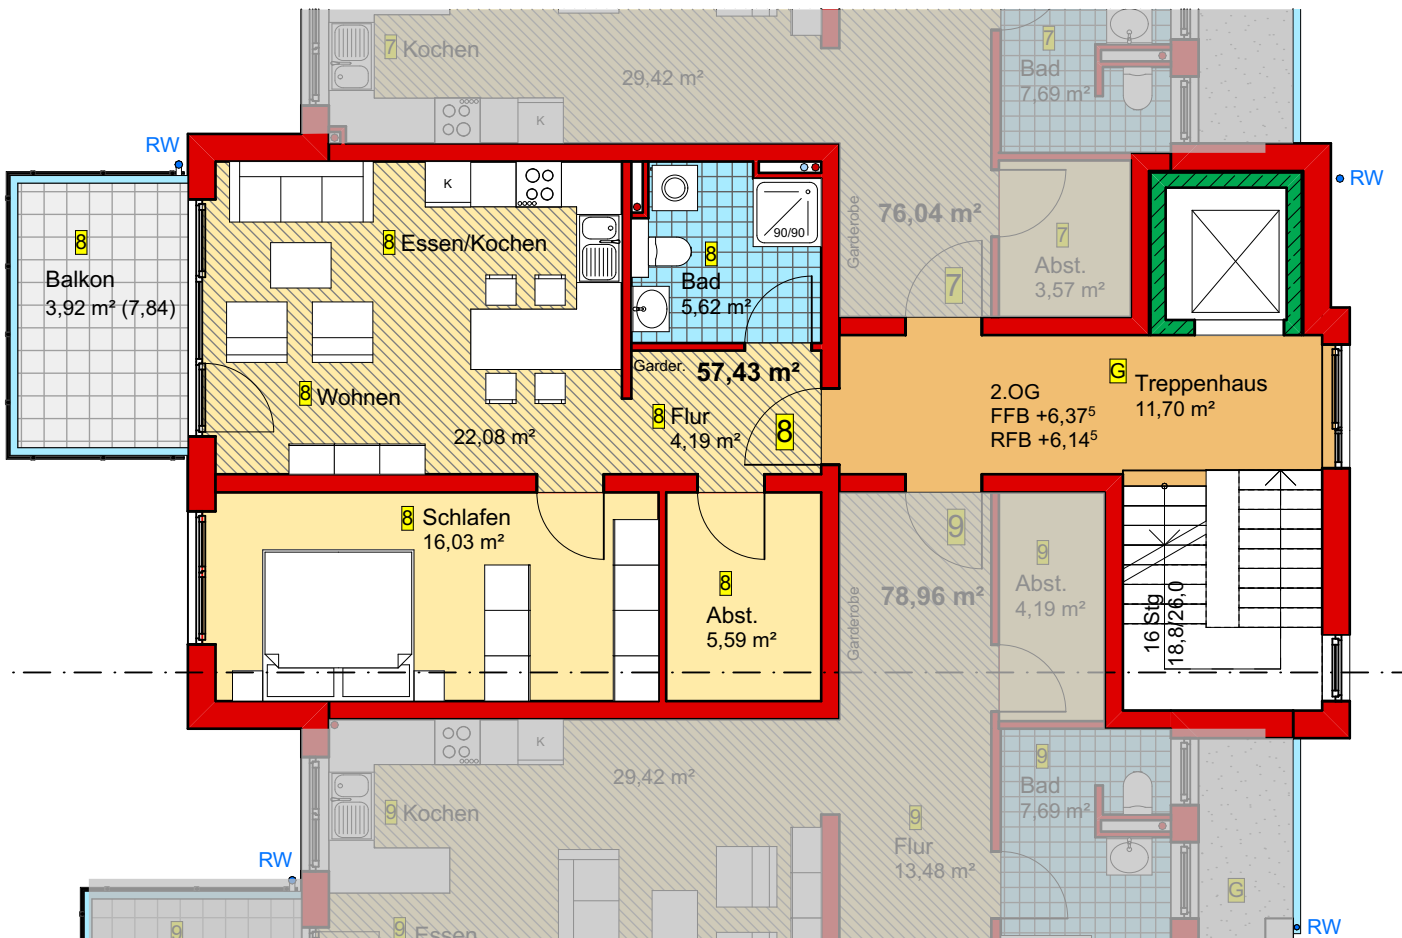 7 Kochen
29,42 m²
K
7
Bad
7,69 m²
RW
RW
8
Balkon
3,92 m² (7,84)
K
8 Essen/Kochen
90/90
8
Bad
5,62 m²
Garderobe
76,04 m²
7
7
Abst.
3,57 m²
8 Wohnen
22,08 m²
Garder.
57,43 m²
8 Flur
4,19 m²
8
2.OG
FFB +6,37⁵
RFB +6,14⁵
G Treppenhaus
11,70 m²
8 Schlafen
16,03 m²
8
Abst.
5,59 m²
Garderobe
78,96 m²
9
9
Abst.
4,19 m²
16 Stg
18,8/26,0
K
29,42 m²
9 Kochen
9
Flur
13,48 m²
9
Bad
7,69 m²
RW
9
9 Essen
G
RW